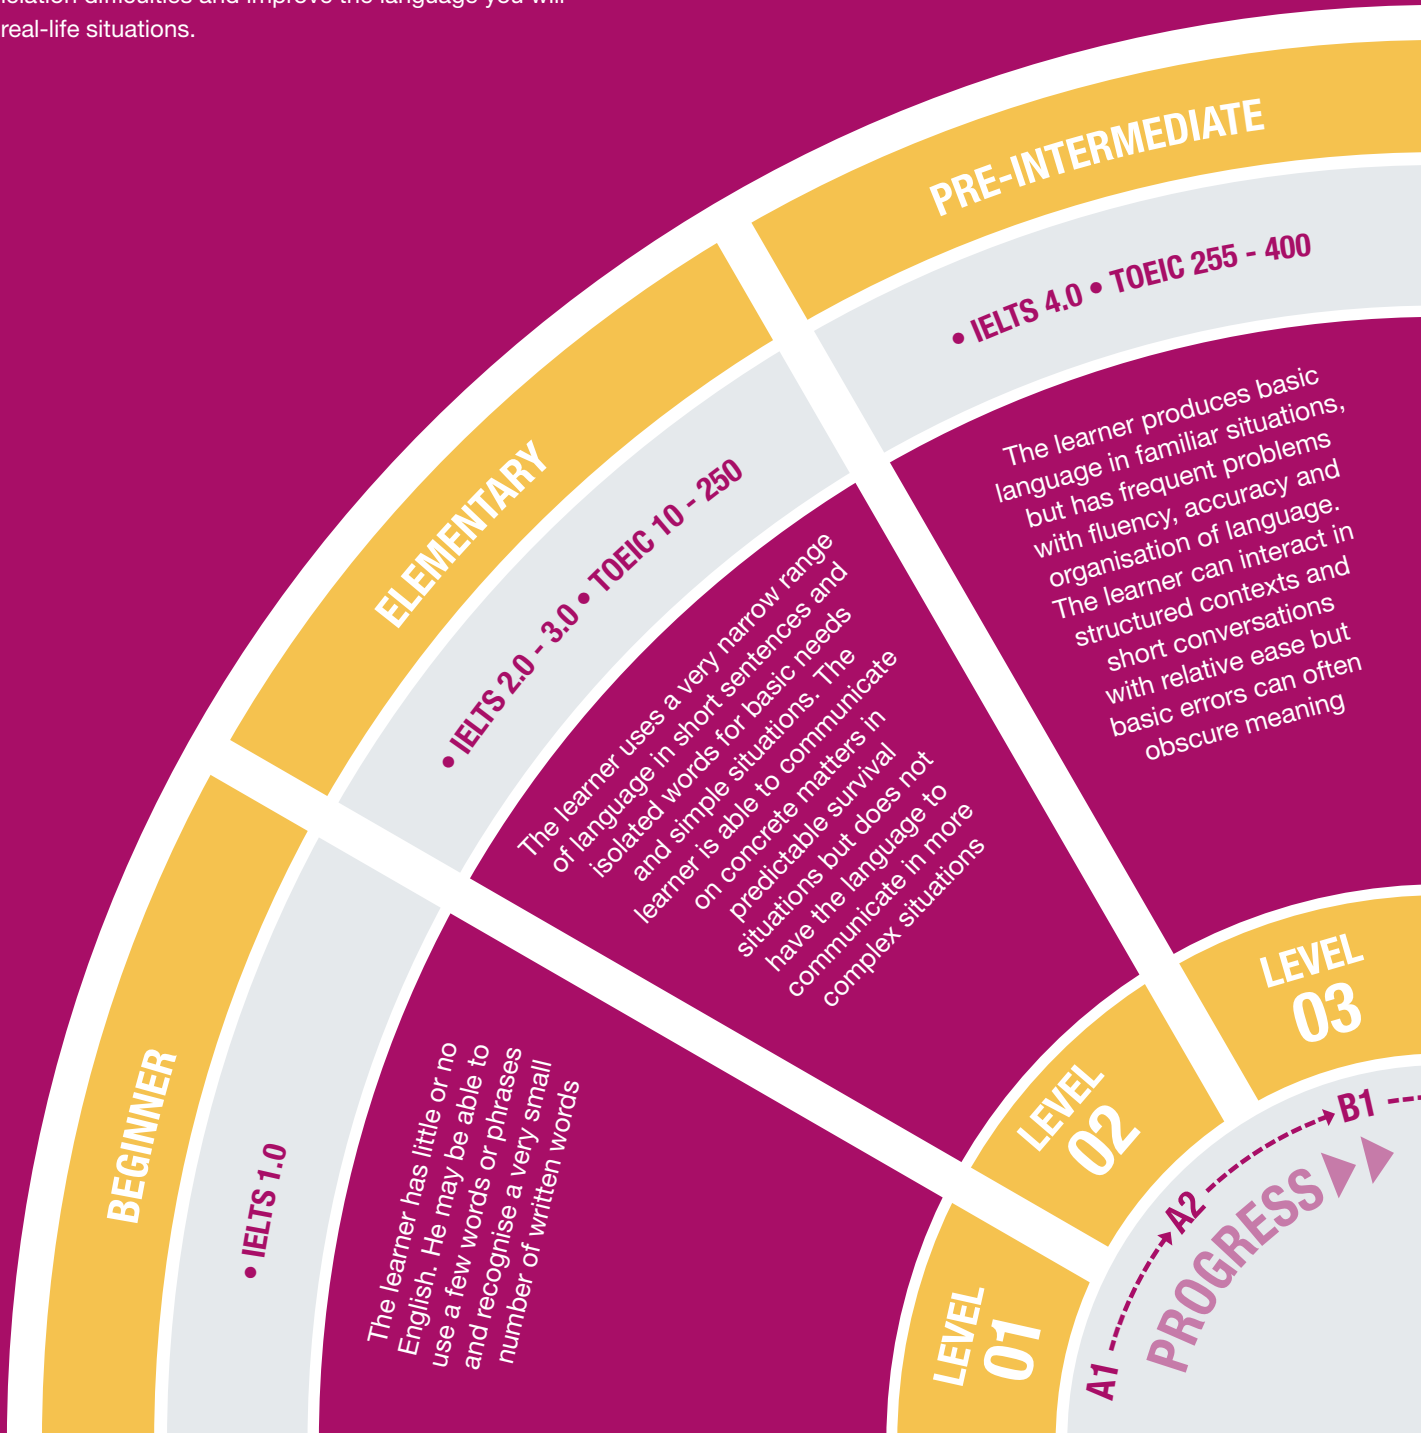 real-life situations.
BEGINNER
• IELTS 1.0
The learner has little or no
English. He may be able to
use a few words or phrases
and recognise a very small
number of written words
LEVEL
01
ELEMENTARY
• IELTS 2.0 - 3.0 • TOEIC 10 - 250
The learner uses a very narrow range
of language in short sentences and
isolated words for basic needs
and simple situations. The
learner is able to communicate
on concrete matters in
predictable survival
situations but does not
have the language to
communicate in more
complex situations
LEVEL
02
PRE-INTERMEDIATE
• IELTS 4.0 • TOEIC 255 - 400
The learner produces basic
language in familiar situations,
but has frequent problems
with fluency, accuracy and
organisation of language.
The learner can interact in
structured contexts and
short conversations
with relative ease but
basic errors can often
obscure meaning
LEVEL
03
A1
A2
B1
PROGRESS